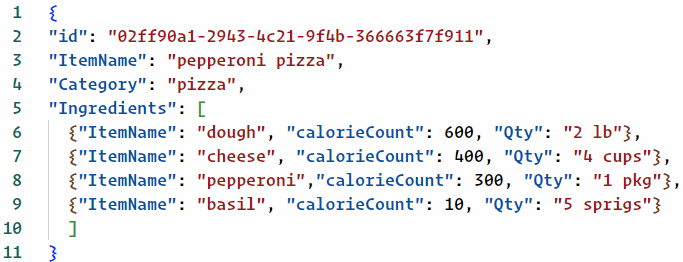 1 {
2 "id": "02ff90a1-2943-4c21-9f4b-366663f7f911",
3 "ItemName": "pepperoni pizza",
4 "Category": "pizza",
5 "Ingredients": [
6 {"ItemName": "dough", "calorieCount": 600, "Qty": "2 lb"},
7 {"ItemName": "cheese", "calorieCount": 400, "Qty": "4 cups"},
8 {"ItemName": "pepperoni","calorieCount": 300, "Qty": "1 pkg"},
9 {"ItemName": "basil", "calorieCount": 10, "Qty": "5 sprigs"}
10 ]
11 }